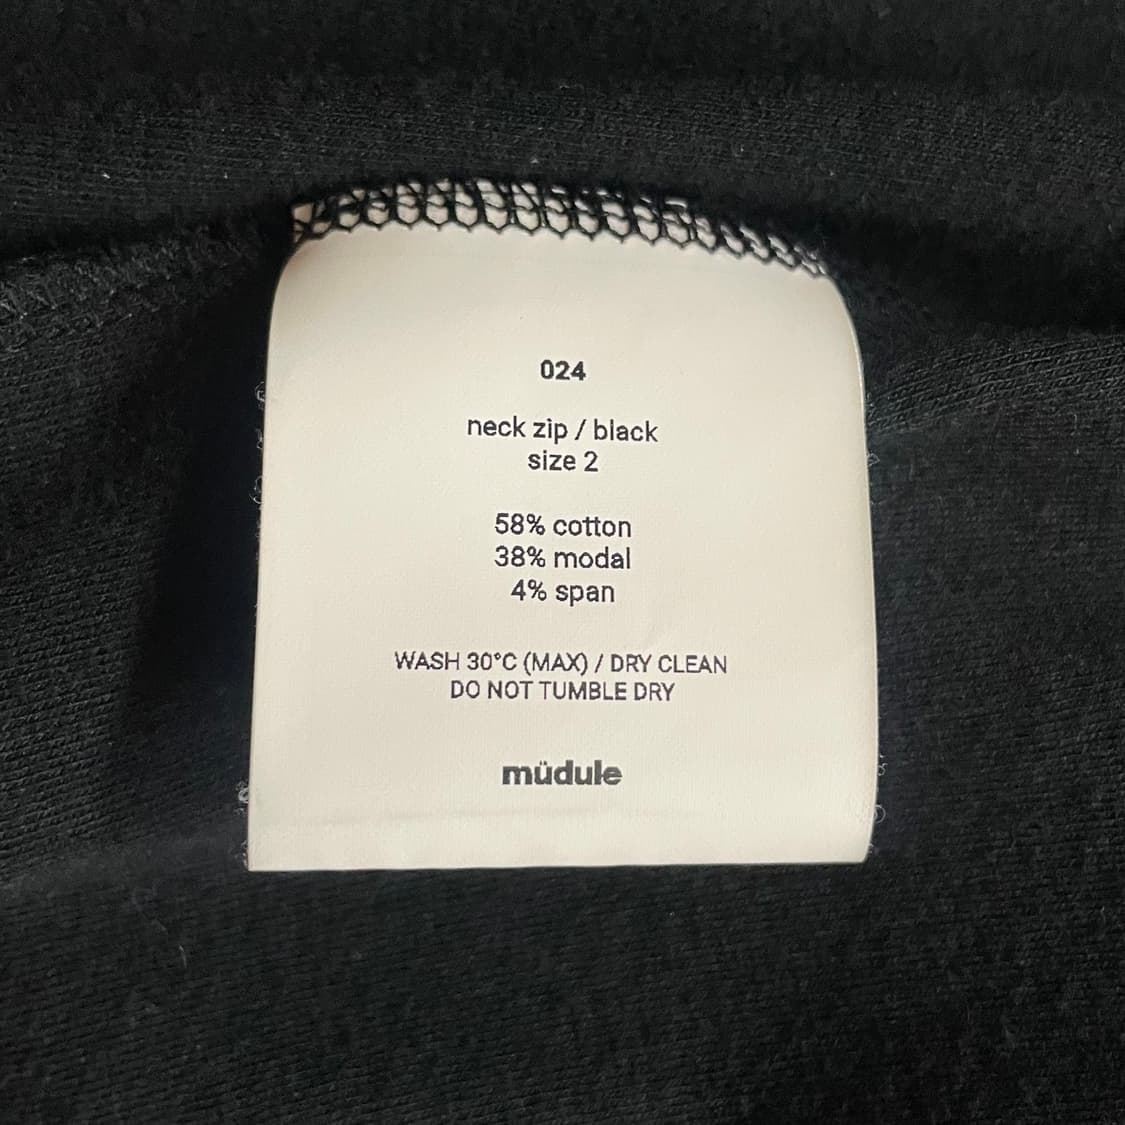 024
neck zip / black
size 2
58% cotton
38% modal
4% span
WASH 30°C (MAX) / DRY CLEAN
DO NOT TUMBLE DRY
müdule